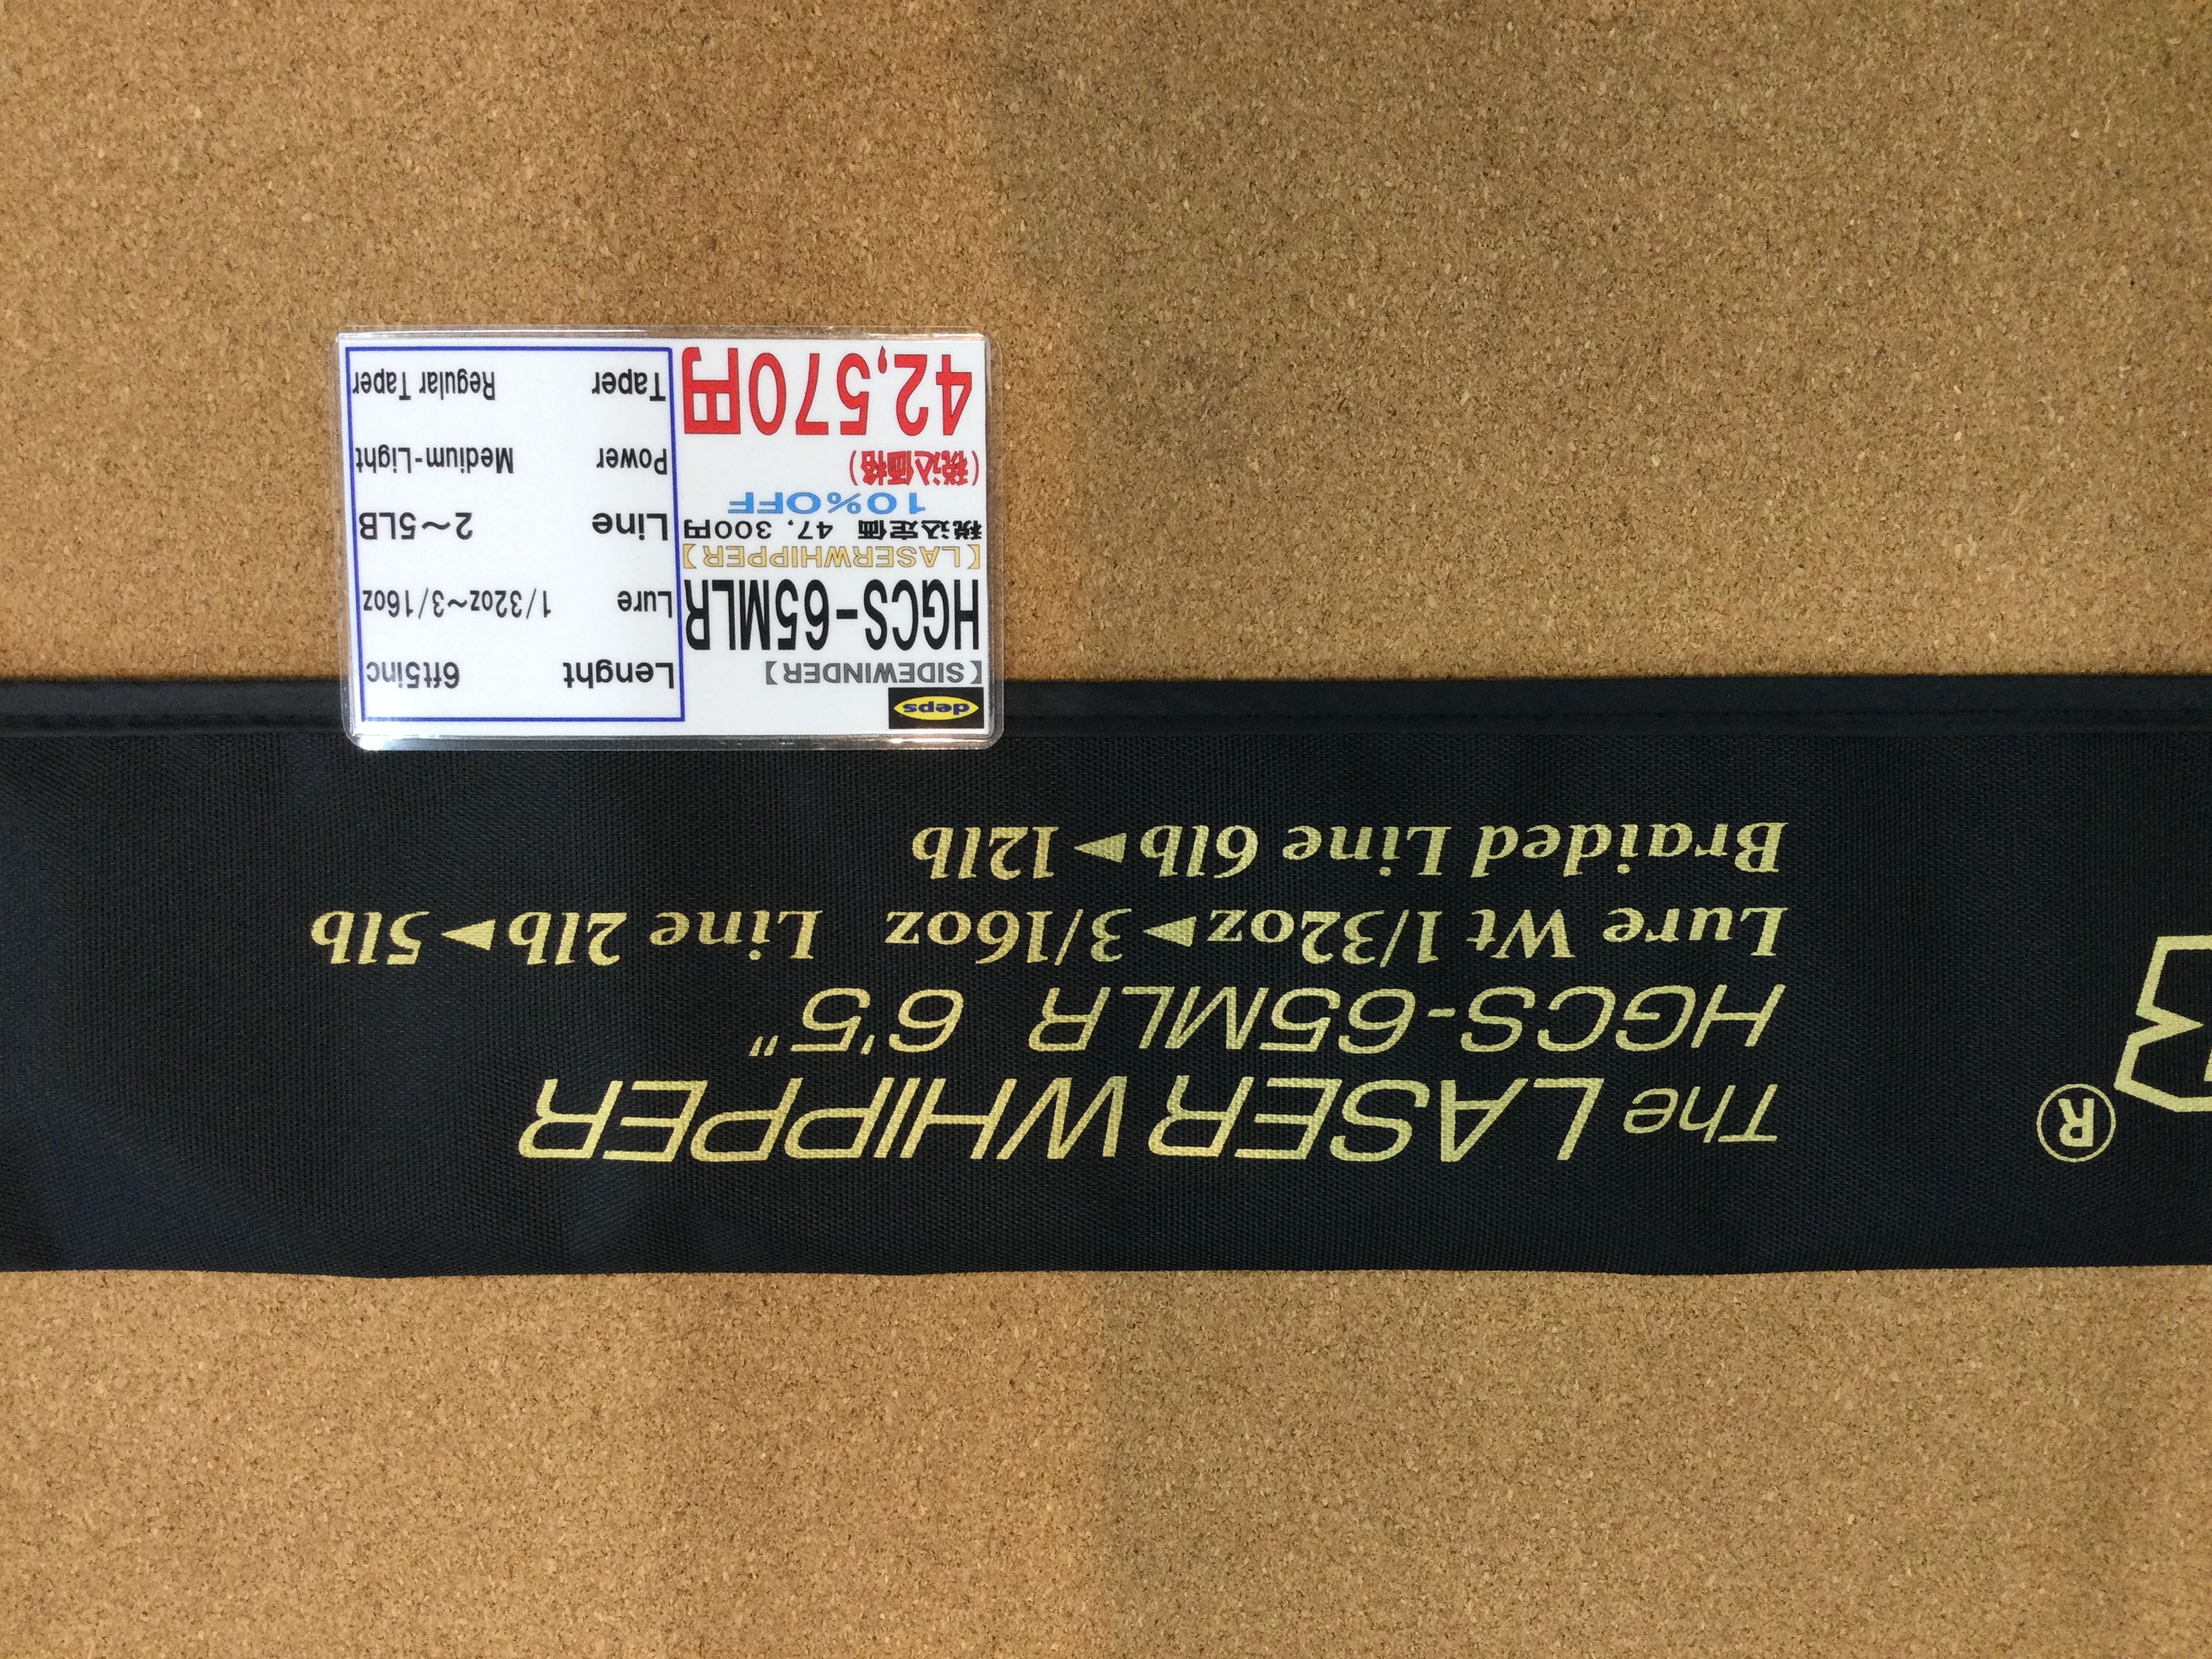 deps
【SIDEWINDER】
HGCS-65MLR
【LASERWHIPPER】
税込定価 47,300円
10%OFF
(税込価格)
42,570円
Lenght 6ft5inc
Lure 1/32oz~3/16oz
Line 2~5LB
Power Medium-Light
Taper Regular Taper
®
The LASERWHIPPER
HGCS-65MLR 6'5"
Lure Wt 1/32oz►3/16oz Line 2lb►5lb
Braided Line 6lb►12lb